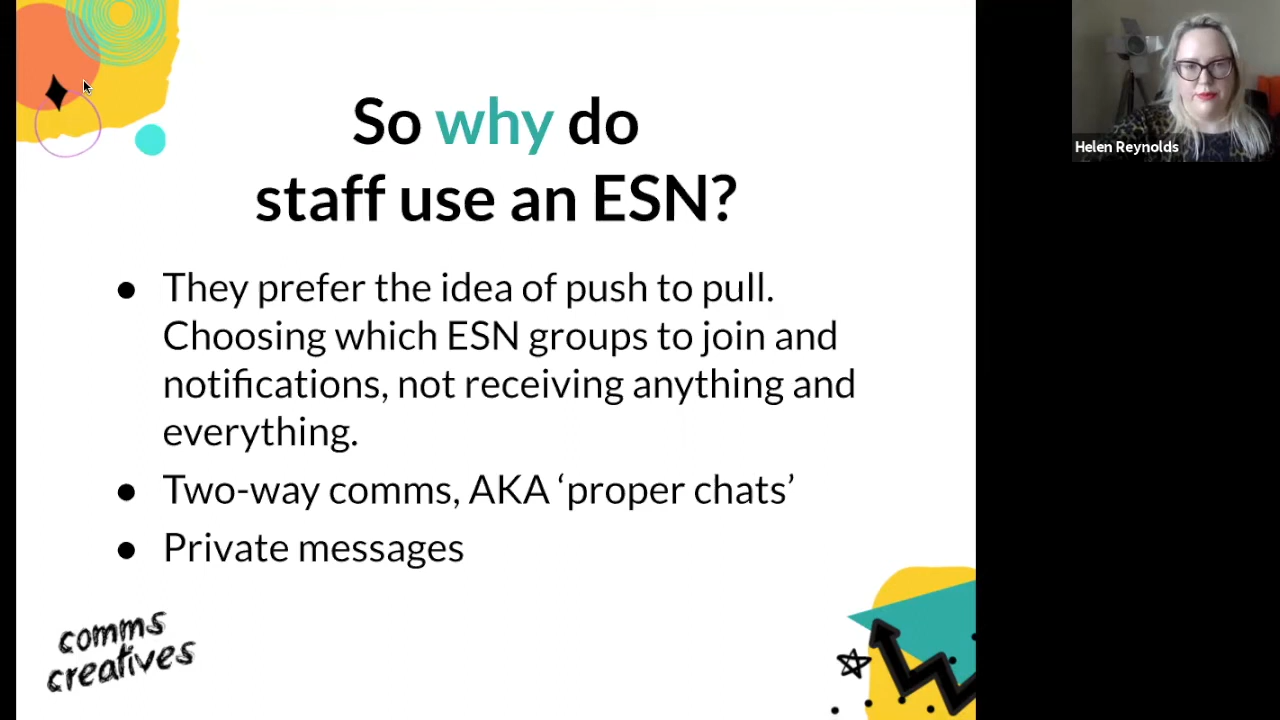 So why do
staff use an ESN?
● They prefer the idea of push to pull.
Choosing which ESN groups to join and
notifications, not receiving anything and
everything.
● Two-way comms, AKA ‘proper chats’
● Private messages
comms
creatives
Helen Reynolds